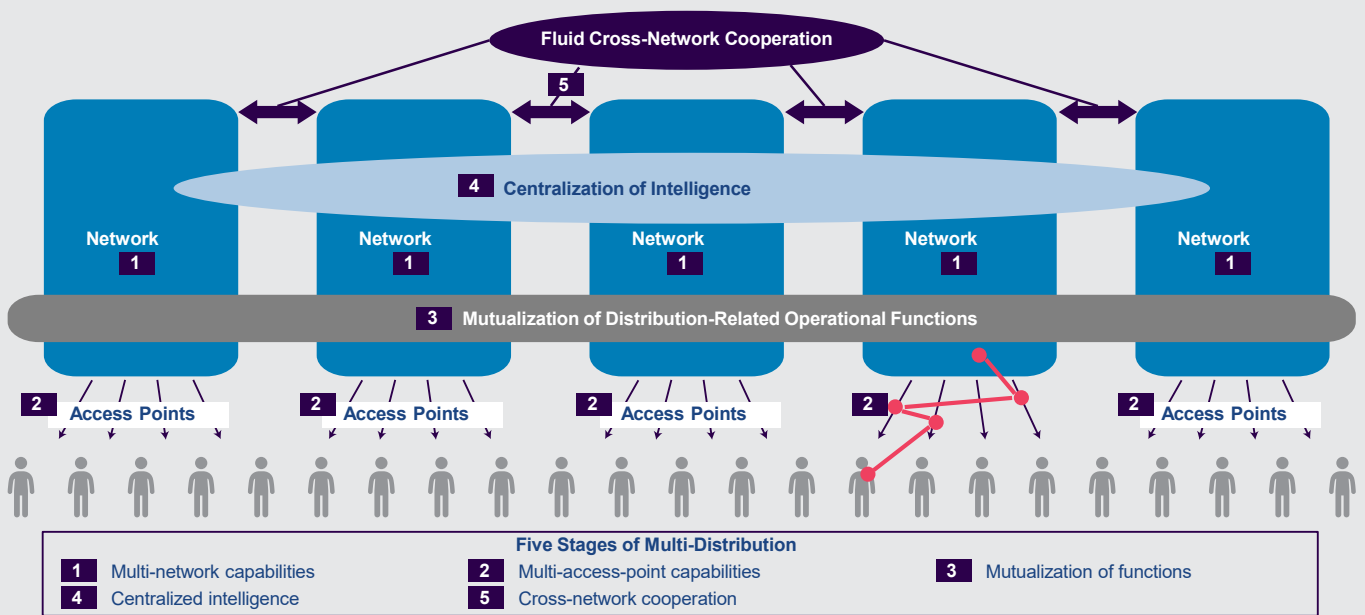 Fluid Cross-Network Cooperation
5
4 Centralization of Intelligence
Network
1
Network
1
Network
1
Network
1
Network
1
3 Mutualization of Distribution-Related Operational Functions
2 Access Points
2 Access Points
2 Access Points
2
2 Access Points
Five Stages of Multi-Distribution
1 Multi-network capabilities
2 Multi-access-point capabilities
3 Mutualization of functions
4 Centralized intelligence
5 Cross-network cooperation